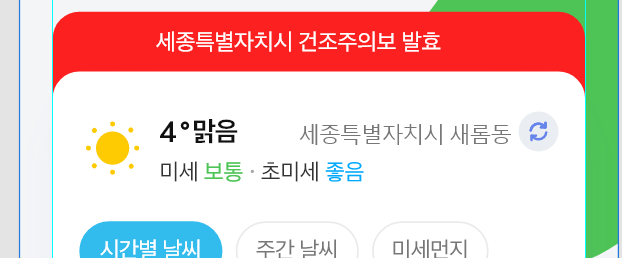 세종특별자치시 건조주의보 발효
4°맑음 세종특별자치시 새롬동
미세 보통 · 초미세 좋음
시간별 날씨 주간 날씨 미세먼지